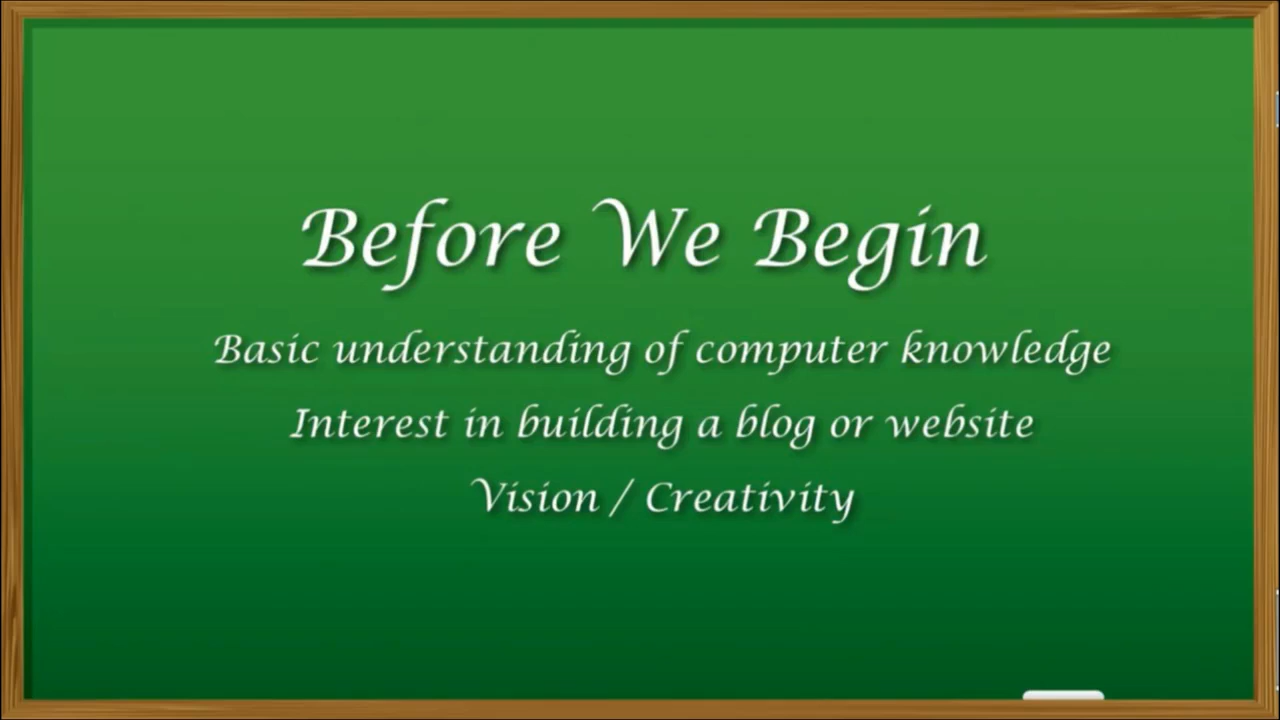 Before We Begin
Basic understanding of computer knowledge
Interest in building a blog or website
Vision / Creativity